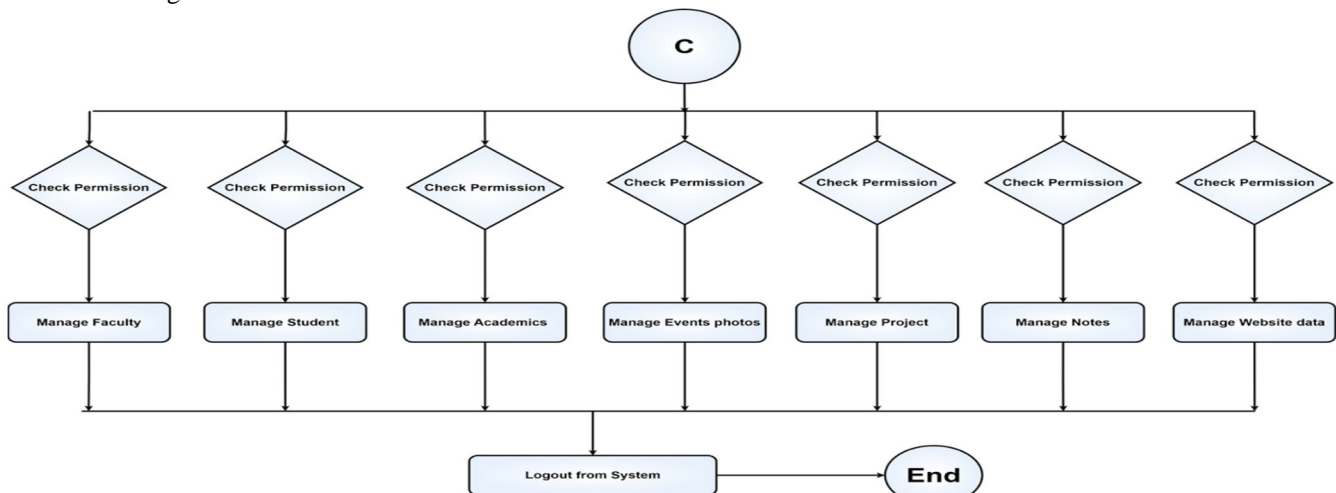 C
Check Permission
Check Permission
Check Permission
Check Permission
Check Permission
Check Permission
Check Permission
Manage Faculty
Manage Student
Manage Academics
Manage Events photos
Manage Project
Manage Notes
Manage Website data
Logout from System
End